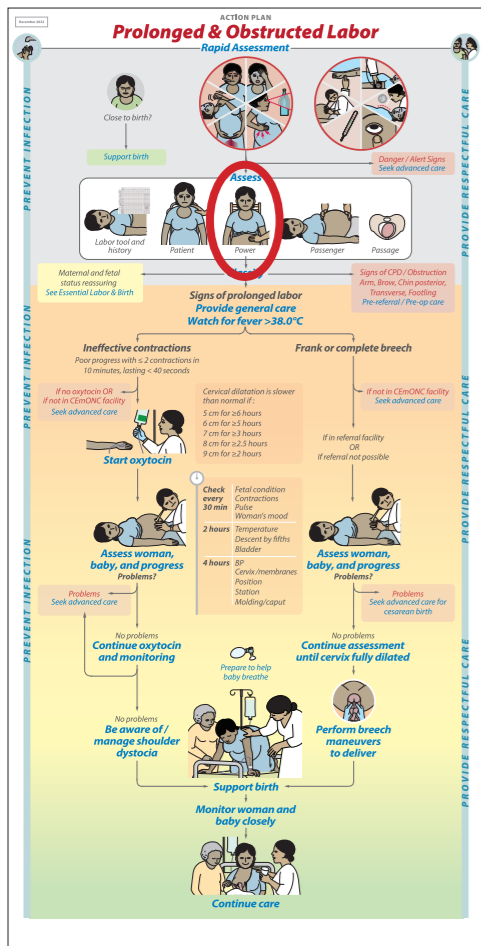 December 2022
ACTION PLAN
Prolonged & Obstructed Labor
Rapid Assessment
PREVENT INFECTION
PROVIDE RESPECTFUL CARE
Close to birth?
Support birth
Danger / Alert Signs
Seek advanced care
Assess
Labor tool and
history
Patient
Power
Passenger
Passage
Maternal and fetal
status reassuring
See Essential Labor & Birth
Signs of CPD / Obstruction
Arm, Brow, Chin posterior,
Transverse, Footling
Pre-referral / Pre-op care
Signs of prolonged labor
Provide general care
Watch for fever >38.0°C
PREVENT INFECTION
PROVIDE RESPECTFUL CARE
Ineffective contractions
Poor progress with ≤ 2 contractions in
10 minutes, lasting < 40 seconds
Frank or complete breech
If no oxytocin OR
if not in CEmONC facility
Seek advanced care
Cervical dilatation is slower
than normal if :
5 cm for ≥6 hours
6 cm for ≥5 hours
7 cm for ≥3 hours
8 cm for ≥2.5 hours
9 cm for ≥2 hours
If not in CEmONC facility
Seek advanced care
If in referral facility
OR
If referral not possible
Start oxytocin
Check
every
30 min
Fetal condition
Contractions
Pulse
Woman's mood
2 hours
Temperature
Descent by fifths
Bladder
4 hours
BP
Cervix/membranes
Position
Station
Molding/caput
Assess woman,
baby, and progress
Problems?
Assess woman,
baby, and progress
Problems?
PREVENT INFECTION
PROVIDE RESPECTFUL CARE
Problems
Seek advanced care
Problems
Seek advanced care for
cesarean birth
No problems
Continue oxytocin
and monitoring
Prepare to help
baby breathe
No problems
Continue assessment
until cervix fully dilated
No problems
Be aware of /
manage shoulder
dystocia
Perform breech
maneuvers
to deliver
Support birth
Monitor woman and
baby closely
Continue care